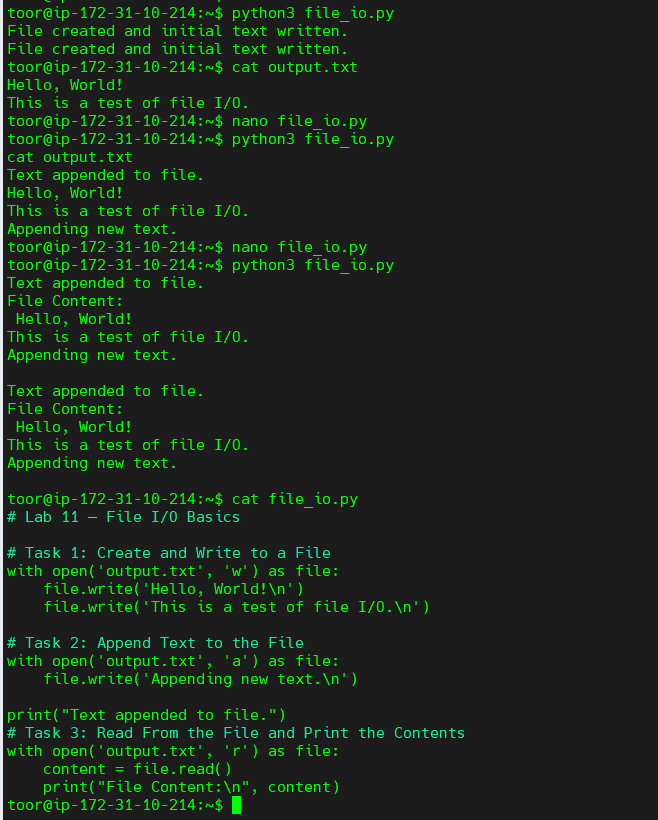 toor@ip-172-31-10-214:~$ python3 file_io.py
File created and initial text written.
File created and initial text written.
toor@ip-172-31-10-214:~$ cat output.txt
Hello, World!
This is a test of file I/O.
toor@ip-172-31-10-214:~$ nano file_io.py
toor@ip-172-31-10-214:~$ python3 file_io.py
cat output.txt
Text appended to file.
Hello, World!
This is a test of file I/O.
Appending new text.
toor@ip-172-31-10-214:~$ nano file_io.py
toor@ip-172-31-10-214:~$ python3 file_io.py
Text appended to file.
File Content:
 Hello, World!
This is a test of file I/O.
Appending new text.

Text appended to file.
File Content:
 Hello, World!
This is a test of file I/O.
Appending new text.

toor@ip-172-31-10-214:~$ cat file_io.py
# Lab 11 – File I/O Basics

# Task 1: Create and Write to a File
with open('output.txt', 'w') as file:
    file.write('Hello, World!\n')
    file.write('This is a test of file I/O.\n')

# Task 2: Append Text to the File
with open('output.txt', 'a') as file:
    file.write('Appending new text.\n')

print("Text appended to file.")
# Task 3: Read From the File and Print the Contents
with open('output.txt', 'r') as file:
    content = file.read()
    print("File Content:\n", content)
toor@ip-172-31-10-214:~$